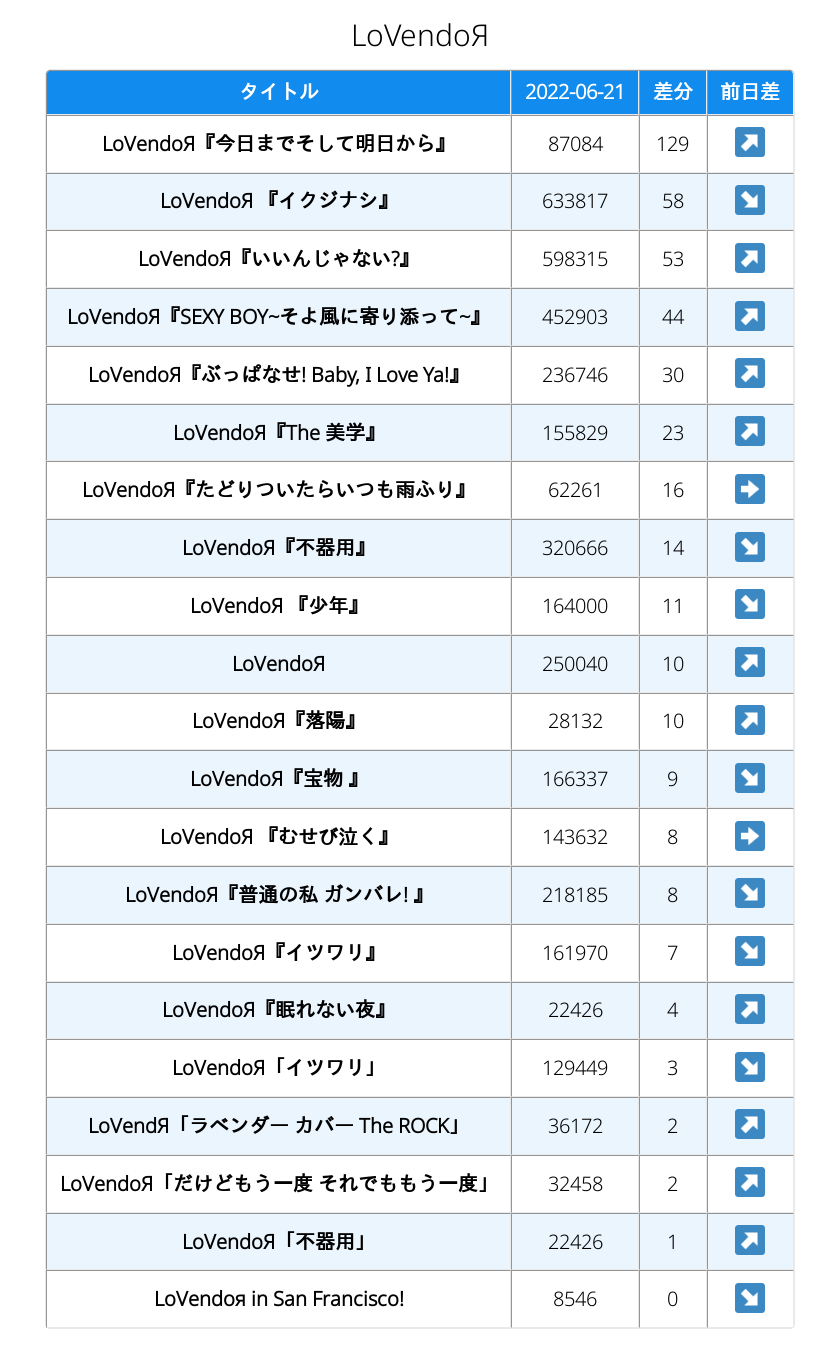 LoVendoЯ
タイトル 2022-06-21 差分 前日差
LoVendoЯ『今日までそして明日から』 87084 129 ↗
LoVendoЯ 『イクジナシ』 633817 58 ↘
LoVendoЯ『いいんじゃない?』 598315 53 ↗
LoVendoЯ『SEXY BOY~そよ風に寄り添って~』 452903 44 ↗
LoVendoЯ『ぶっぱなせ! Baby, I Love Ya!』 236746 30 ↗
LoVendoЯ『The 美学』 155829 23 ↗
LoVendoЯ『たどりついたらいつも雨ふり』 62261 16 ➡
LoVendoЯ『不器用』 320666 14 ↘
LoVendoЯ 『少年』 164000 11 ↘
LoVendoЯ 250040 10 ↗
LoVendoЯ『落陽』 28132 10 ↗
LoVendoЯ『宝物 』 166337 9 ↘
LoVendoЯ 『むせび泣く』 143632 8 ➡
LoVendoЯ『普通の私 ガンバレ! 』 218185 8 ↘
LoVendoЯ『イツワリ』 161970 7 ↘
LoVendoЯ『眠れない夜』 22426 4 ↗
LoVendoЯ「イツワリ」 129449 3 ↘
LoVendЯ「ラベンダー カバー The ROCK」 36172 2 ↗
LoVendoЯ「だけどもう一度 それでももう一度」 32458 2 ↗
LoVendoЯ「不器用」 22426 1 ↗
LoVendoя in San Francisco! 8546 0 ↘